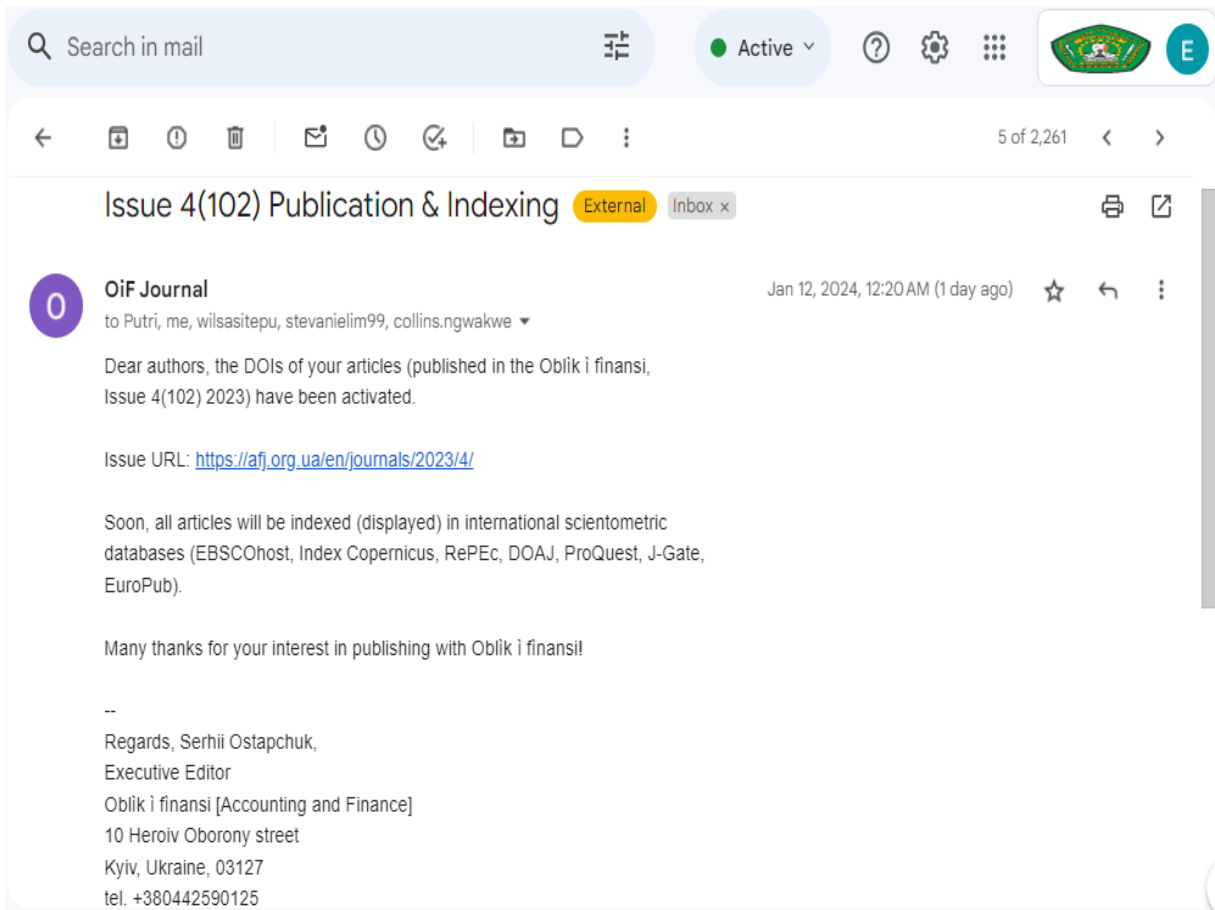 Search in mail
Active
E
5 of 2,261
Issue 4(102) Publication & Indexing External Inbox ×
O
OiF Journal
Jan 12, 2024, 12:20 AM (1 day ago)
to Putri, me, wilsasitepu, stevanielim99, collins.ngwakwe
Dear authors, the DOIs of your articles (published in the Oblìk ì fìnansi,
Issue 4(102) 2023) have been activated.
Issue URL: https://afj.org.ua/en/journals/2023/4/
Soon, all articles will be indexed (displayed) in international scientometric
databases (EBSCOhost, Index Copernicus, RePEc, DOAJ, ProQuest, J-Gate,
EuroPub).
Many thanks for your interest in publishing with Oblìk ì fìnansi!
--
Regards, Serhii Ostapchuk,
Executive Editor
Oblìk ì fìnansi [Accounting and Finance]
10 Heroiv Oborony street
Kyiv, Ukraine, 03127
tel. +380442590125